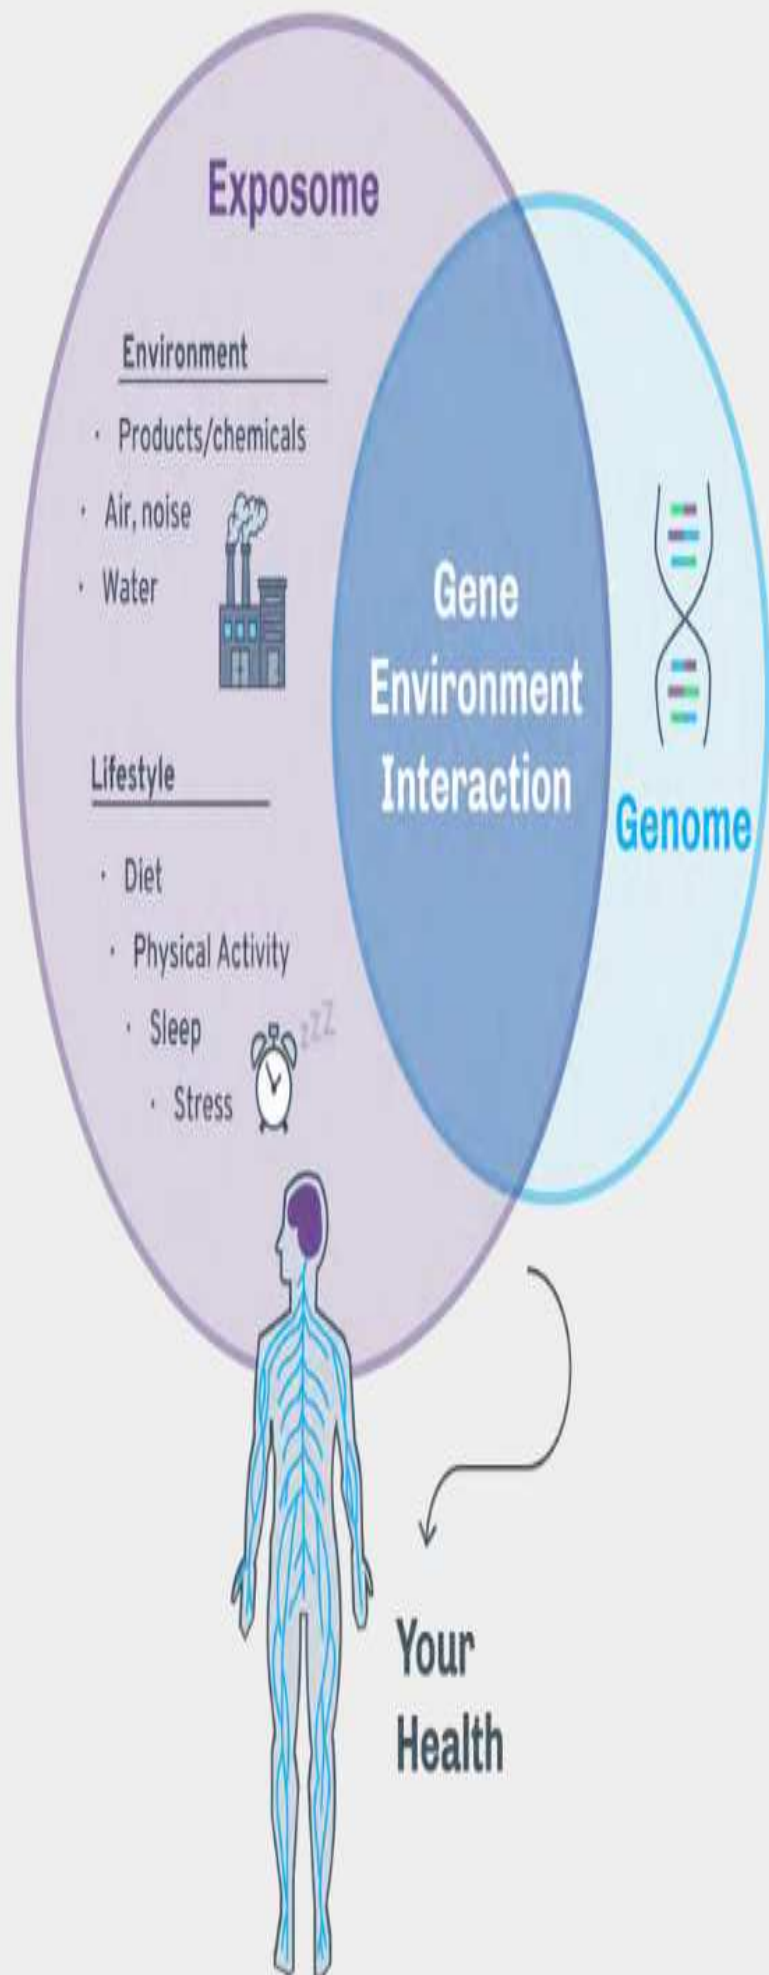 Exposome
Environment
· Products/chemicals
· Air, noise
· Water
Lifestyle
· Diet
· Physical Activity
· Sleep
· Stress
zZZ
Gene
Environment
Interaction
Genome
Your
Health